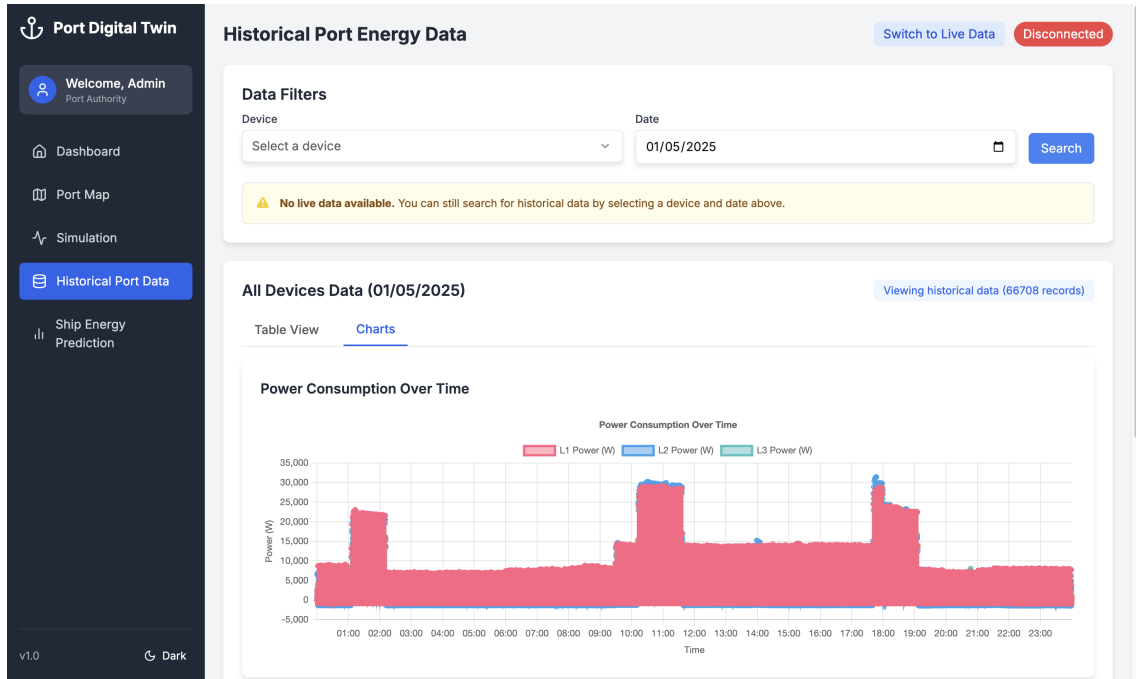 Port Digital Twin
Welcome, Admin
Port Authority
Dashboard
Port Map
Simulation
Historical Port Data
Ship Energy
Prediction
v1.0
Dark
Historical Port Energy Data
Switch to Live Data
Disconnected
Data Filters
Device
Date
Select a device
01/05/2025
Search
No live data available. You can still search for historical data by selecting a device and date above.
All Devices Data (01/05/2025)
Viewing historical data (66708 records)
Table View
Charts
Power Consumption Over Time
Power Consumption Over Time
L1 Power (W)
L2 Power (W)
L3 Power (W)
Power (W)
35,000
30,000
25,000
20,000
15,000
10,000
5,000
0
-5,000
01:00 02:00 03:00 04:00 05:00 06:00 07:00 08:00 09:00 10:00 11:00 12:00 13:00 14:00 15:00 16:00 17:00 18:00 19:00 20:00 21:00 22:00 23:00
Time